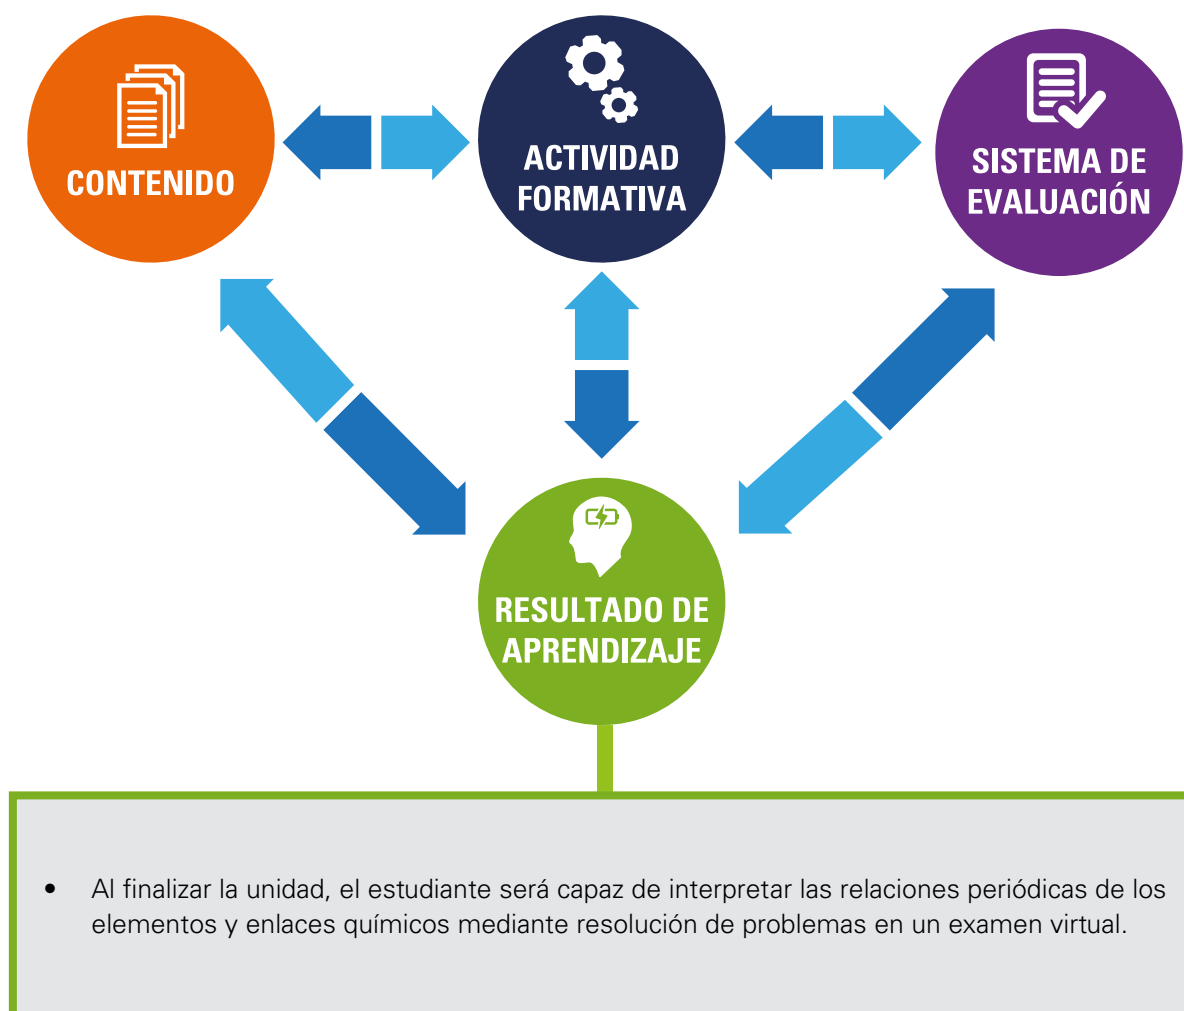 CONTENIDO
ACTIVIDAD
FORMATIVA
SISTEMA DE
EVALUACIÓN
RESULTADO DE
APRENDIZAJE
• Al finalizar la unidad, el estudiante será capaz de interpretar las relaciones periódicas de los
elementos y enlaces químicos mediante resolución de problemas en un examen virtual.